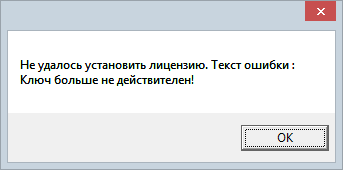 Не удалось установить лицензию. Текст ошибки :
Ключ больше не действителен!
OK